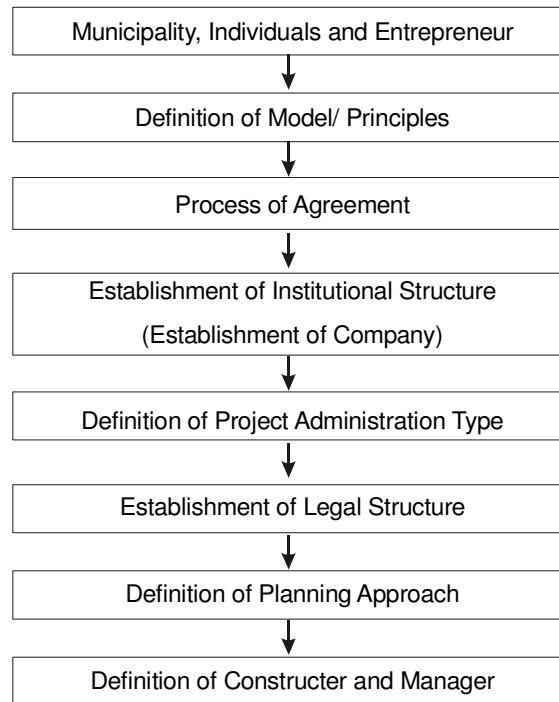 Municipality, Individuals and Entrepreneur
Definition of Model/ Principles
Process of Agreement
Establishment of Institutional Structure
(Establishment of Company)
Definition of Project Administration Type
Establishment of Legal Structure
Definition of Planning Approach
Definition of Constructer and Manager